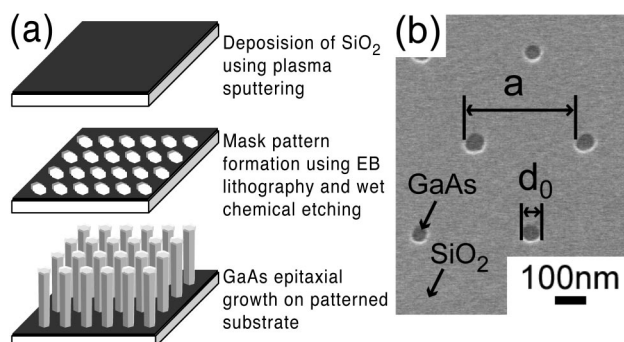 (a)
Deposision of SiO2
using plasma
sputtering
Mask pattern
formation using EB
lithography and wet
chemical etching
GaAs epitaxial
growth on patterned
substrate
(b)
a
GaAs
d0
SiO2
100nm